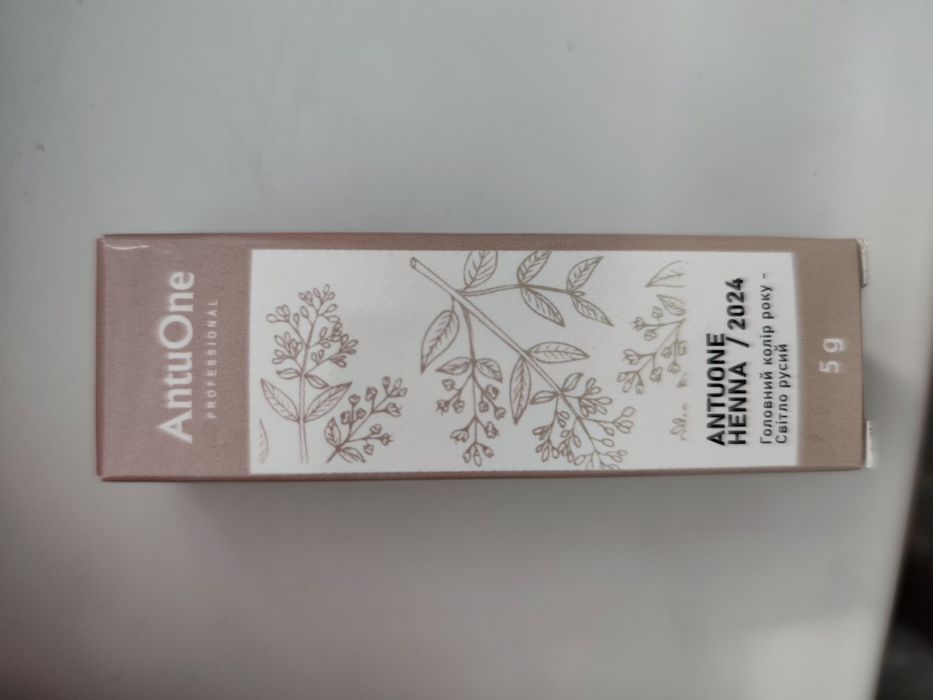 AntuOne
PROFESSIONAL
ANTUONE
HENNA / 2024
Головний колір року -
Світло русий
5 g